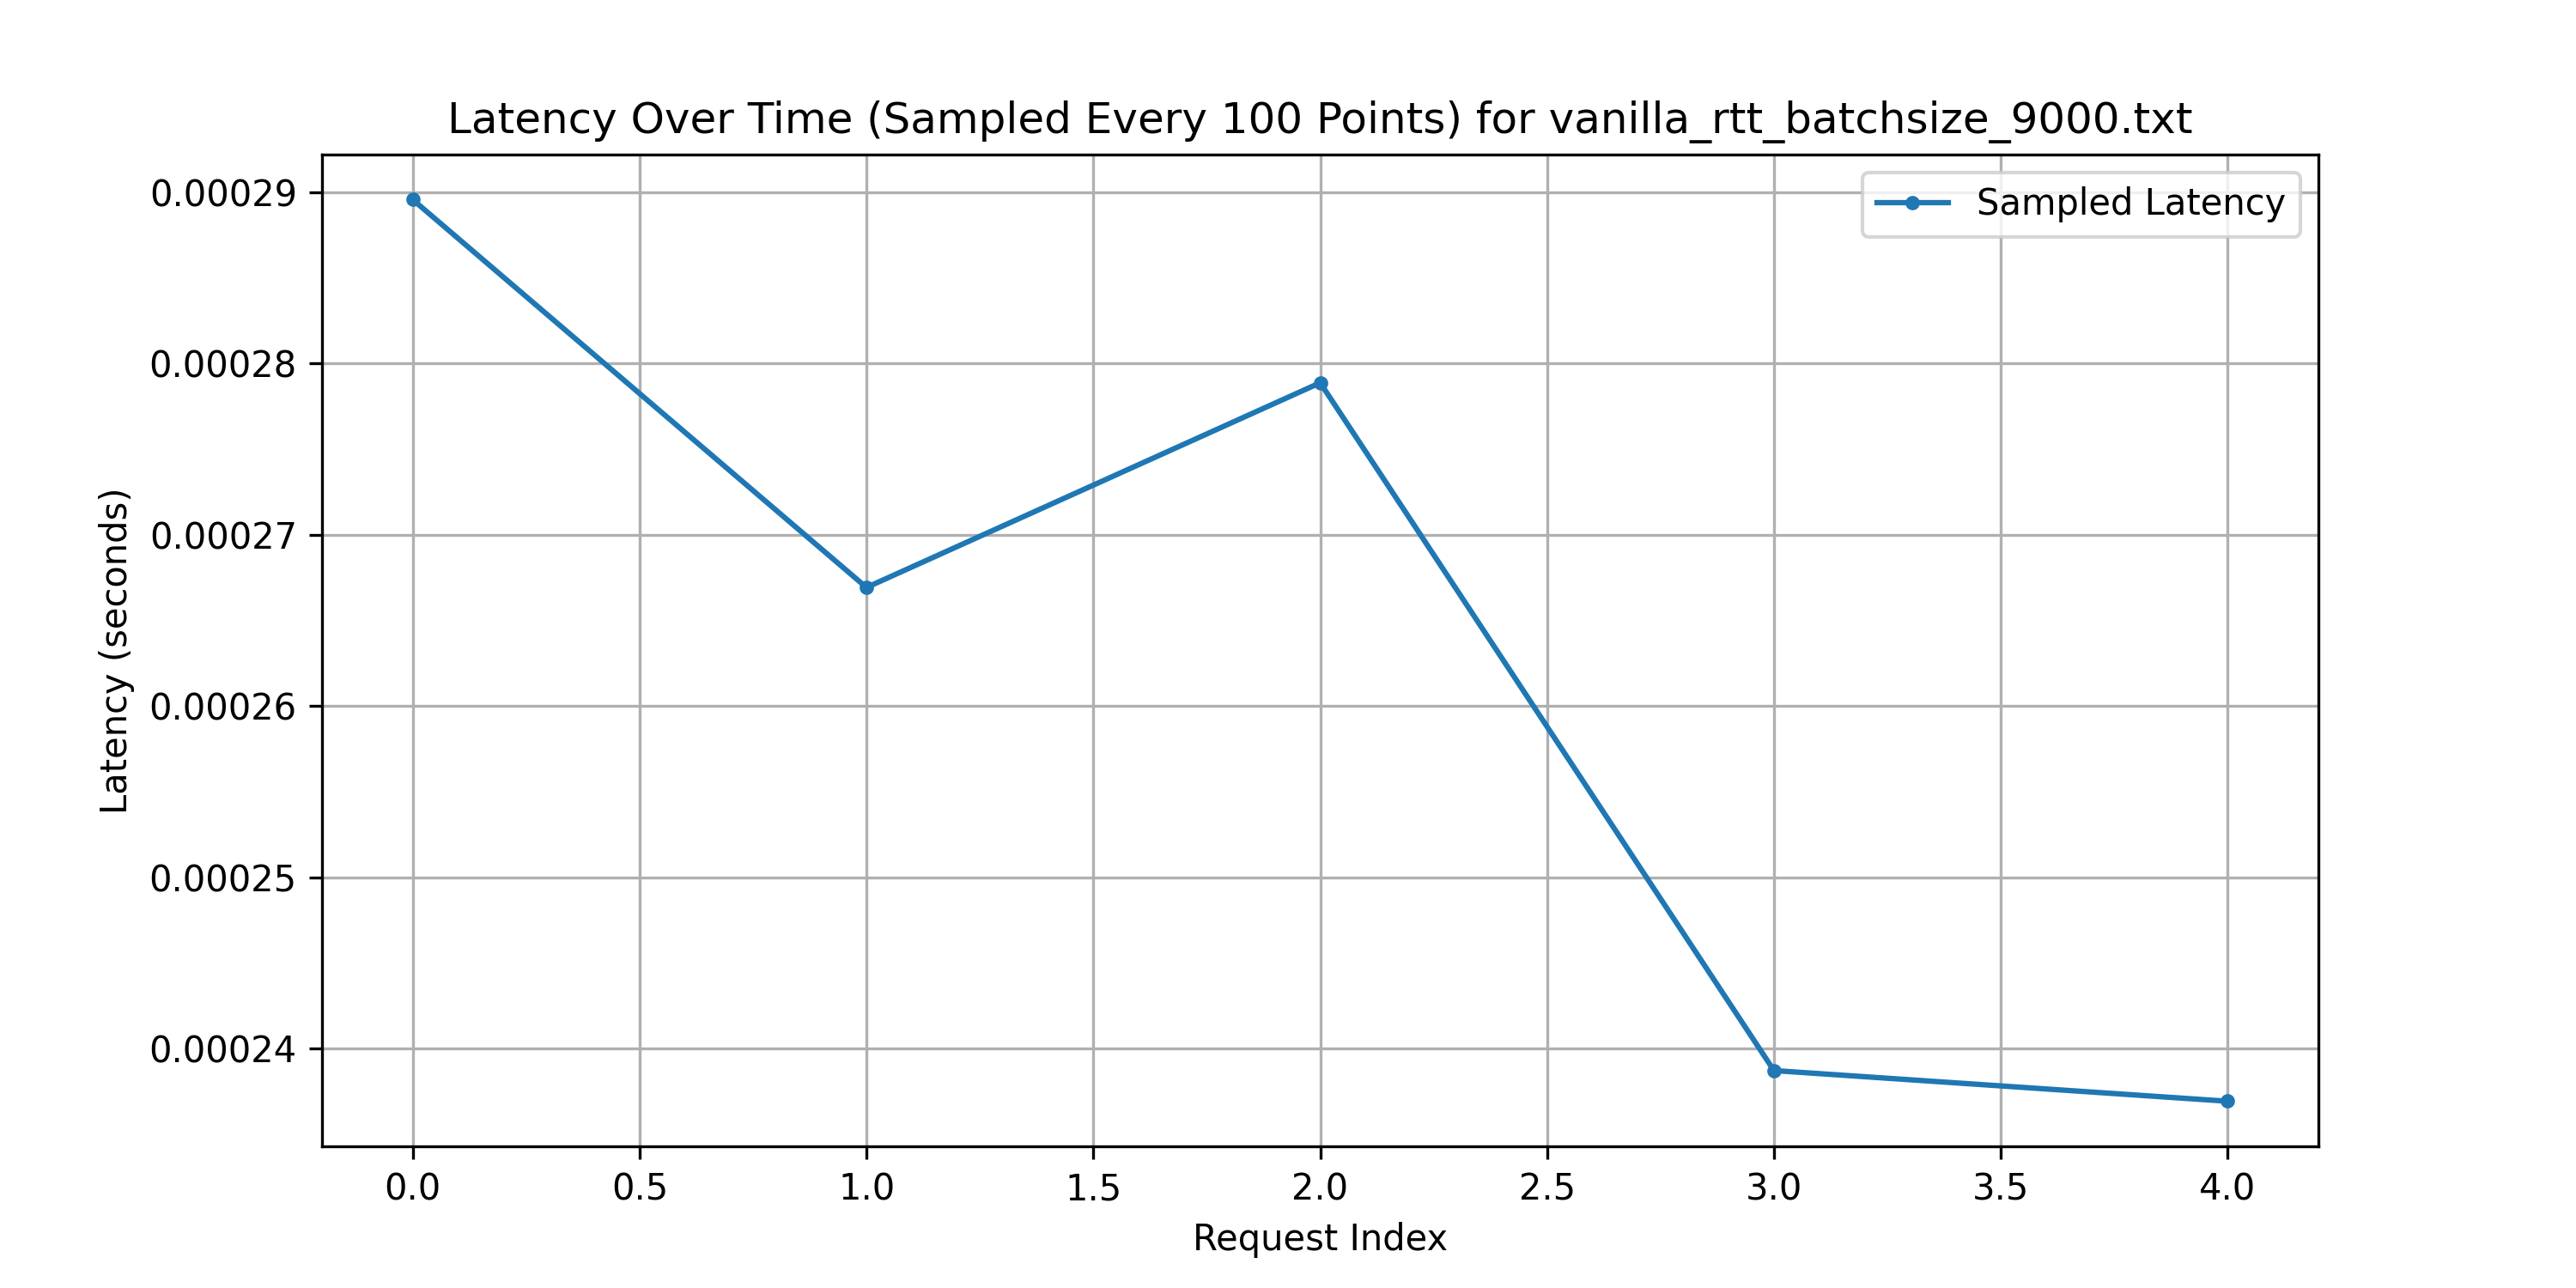 Latency Over Time (Sampled Every 100 Points) for vanilla_rtt_batchsize_9000.txt
Sampled Latency
Latency (seconds)
0.00029
0.00028
0.00027
0.00026
0.00025
0.00024
0.0 0.5 1.0 1.5 2.0 2.5 3.0 3.5 4.0
Request Index